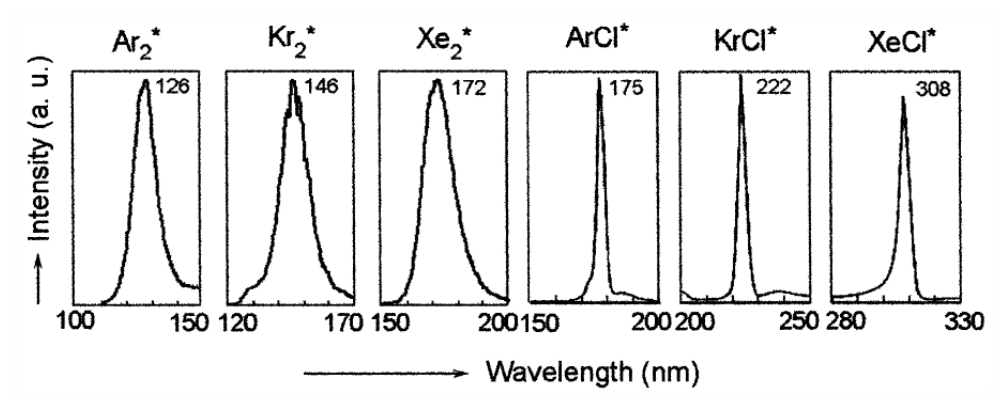 Ar2* Kr2* Xe2* ArCl* KrCl* XeCl*
126 146 172 175 222 308
Intensity (a. u.)
100 150 120 170 150 200 150 200 200 250 280 330
Wavelength (nm)